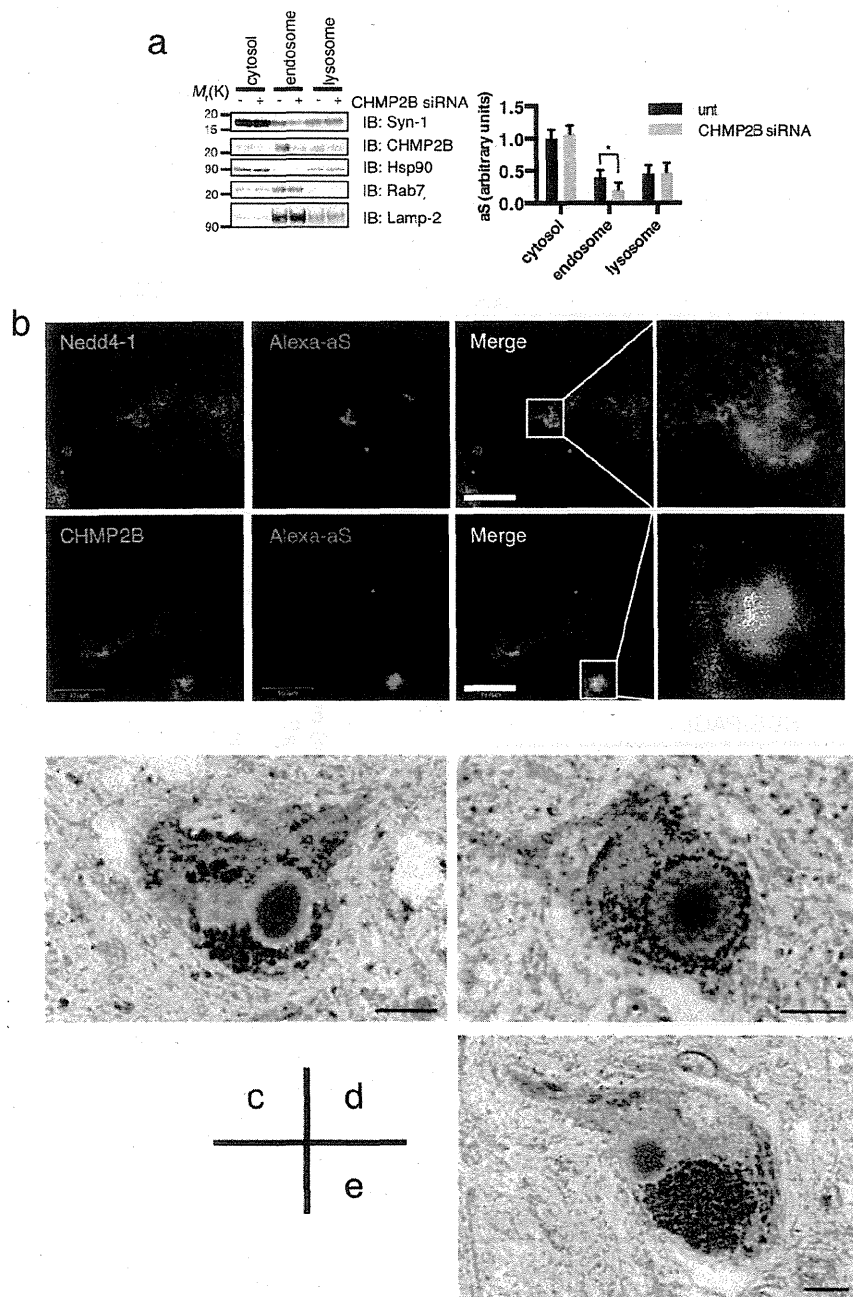 a
cytosol
endosome
lysosome
Mr(K)
- + - + - + CHMP2B siRNA
20
15
IB: Syn-1
20
IB: CHMP2B
90
IB: Hsp90
20
IB: Rab7
90
IB: Lamp-2
aS (arbitrary units)
1.5
1.0
0.5
0.0
*
unt
CHMP2B siRNA
cytosol
endosome
lysosome
b
Nedd4-1
Alexa-aS
Merge
CHMP2B
Alexa-aS
Merge
c
d
e